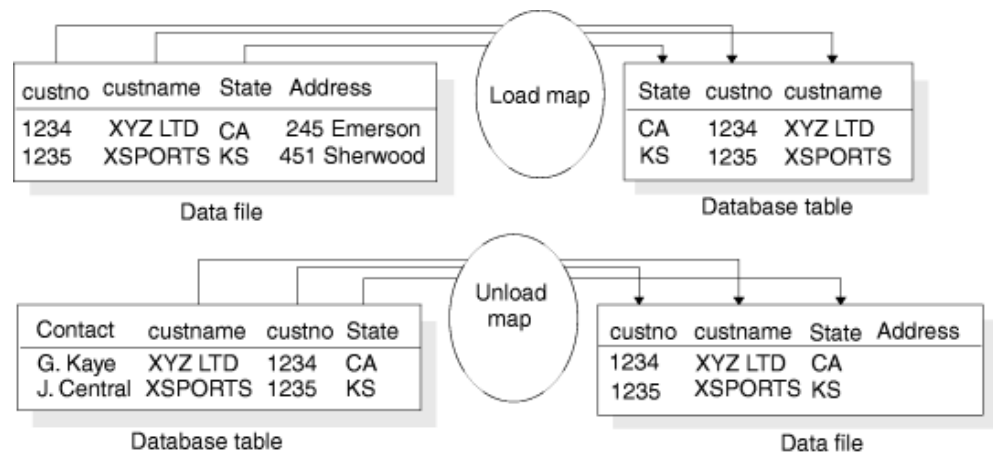 custno custname State Address
1234 XYZ LTD CA 245 Emerson
1235 XSPORTS KS 451 Sherwood
Data file
Load map
State custno custname
CA 1234 XYZ LTD
KS 1235 XSPORTS
Database table
Contact custname custno State
G. Kaye XYZ LTD 1234 CA
J. Central XSPORTS 1235 KS
Database table
Unload
map
custno custname State Address
1234 XYZ LTD CA
1235 XSPORTS KS
Data file